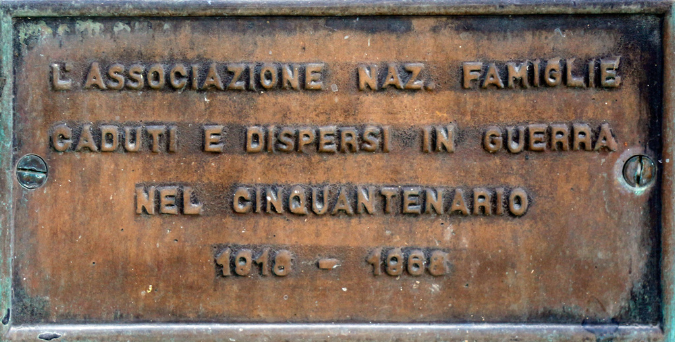 L'ASSOCIAZIONE NAZ. FAMIGLIE
CADUTI E DISPERSI IN GUERRA
NEL CINQUANTENARIO
1918 - 1968